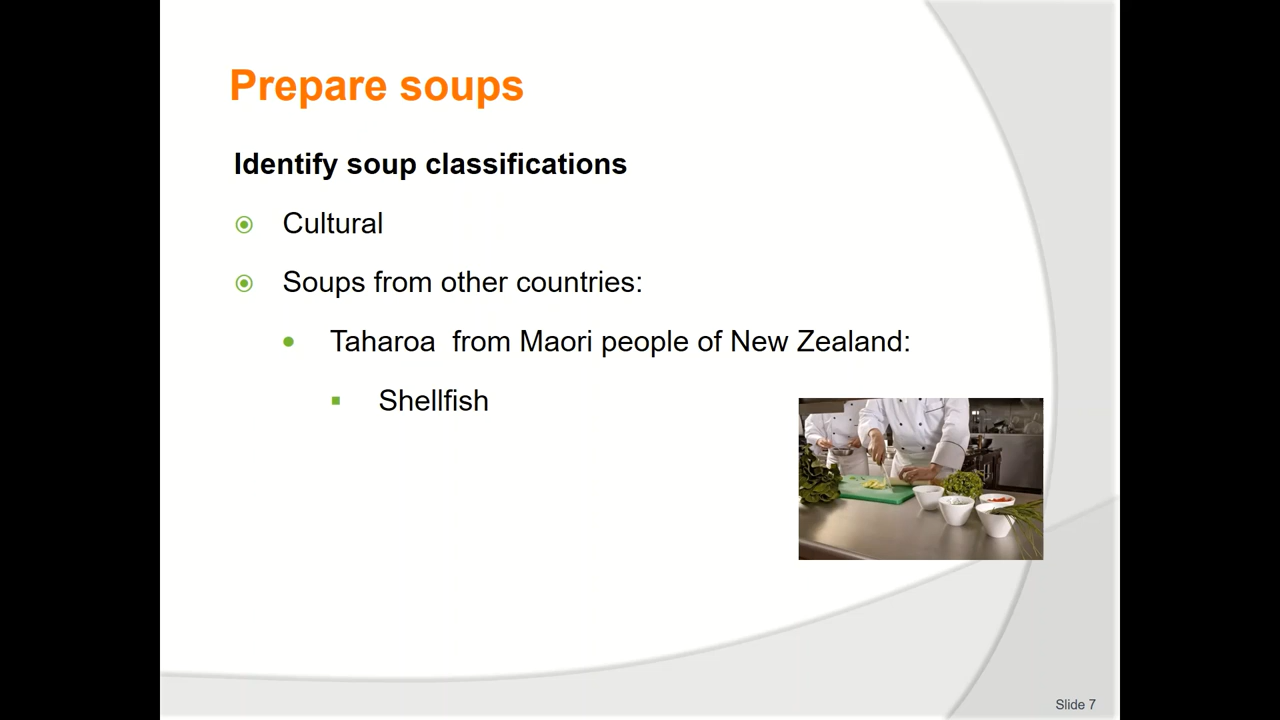 Prepare soups
Identify soup classifications
Cultural
Soups from other countries:
Taharoa  from Maori people of New Zealand:
Shellfish
Slide 7